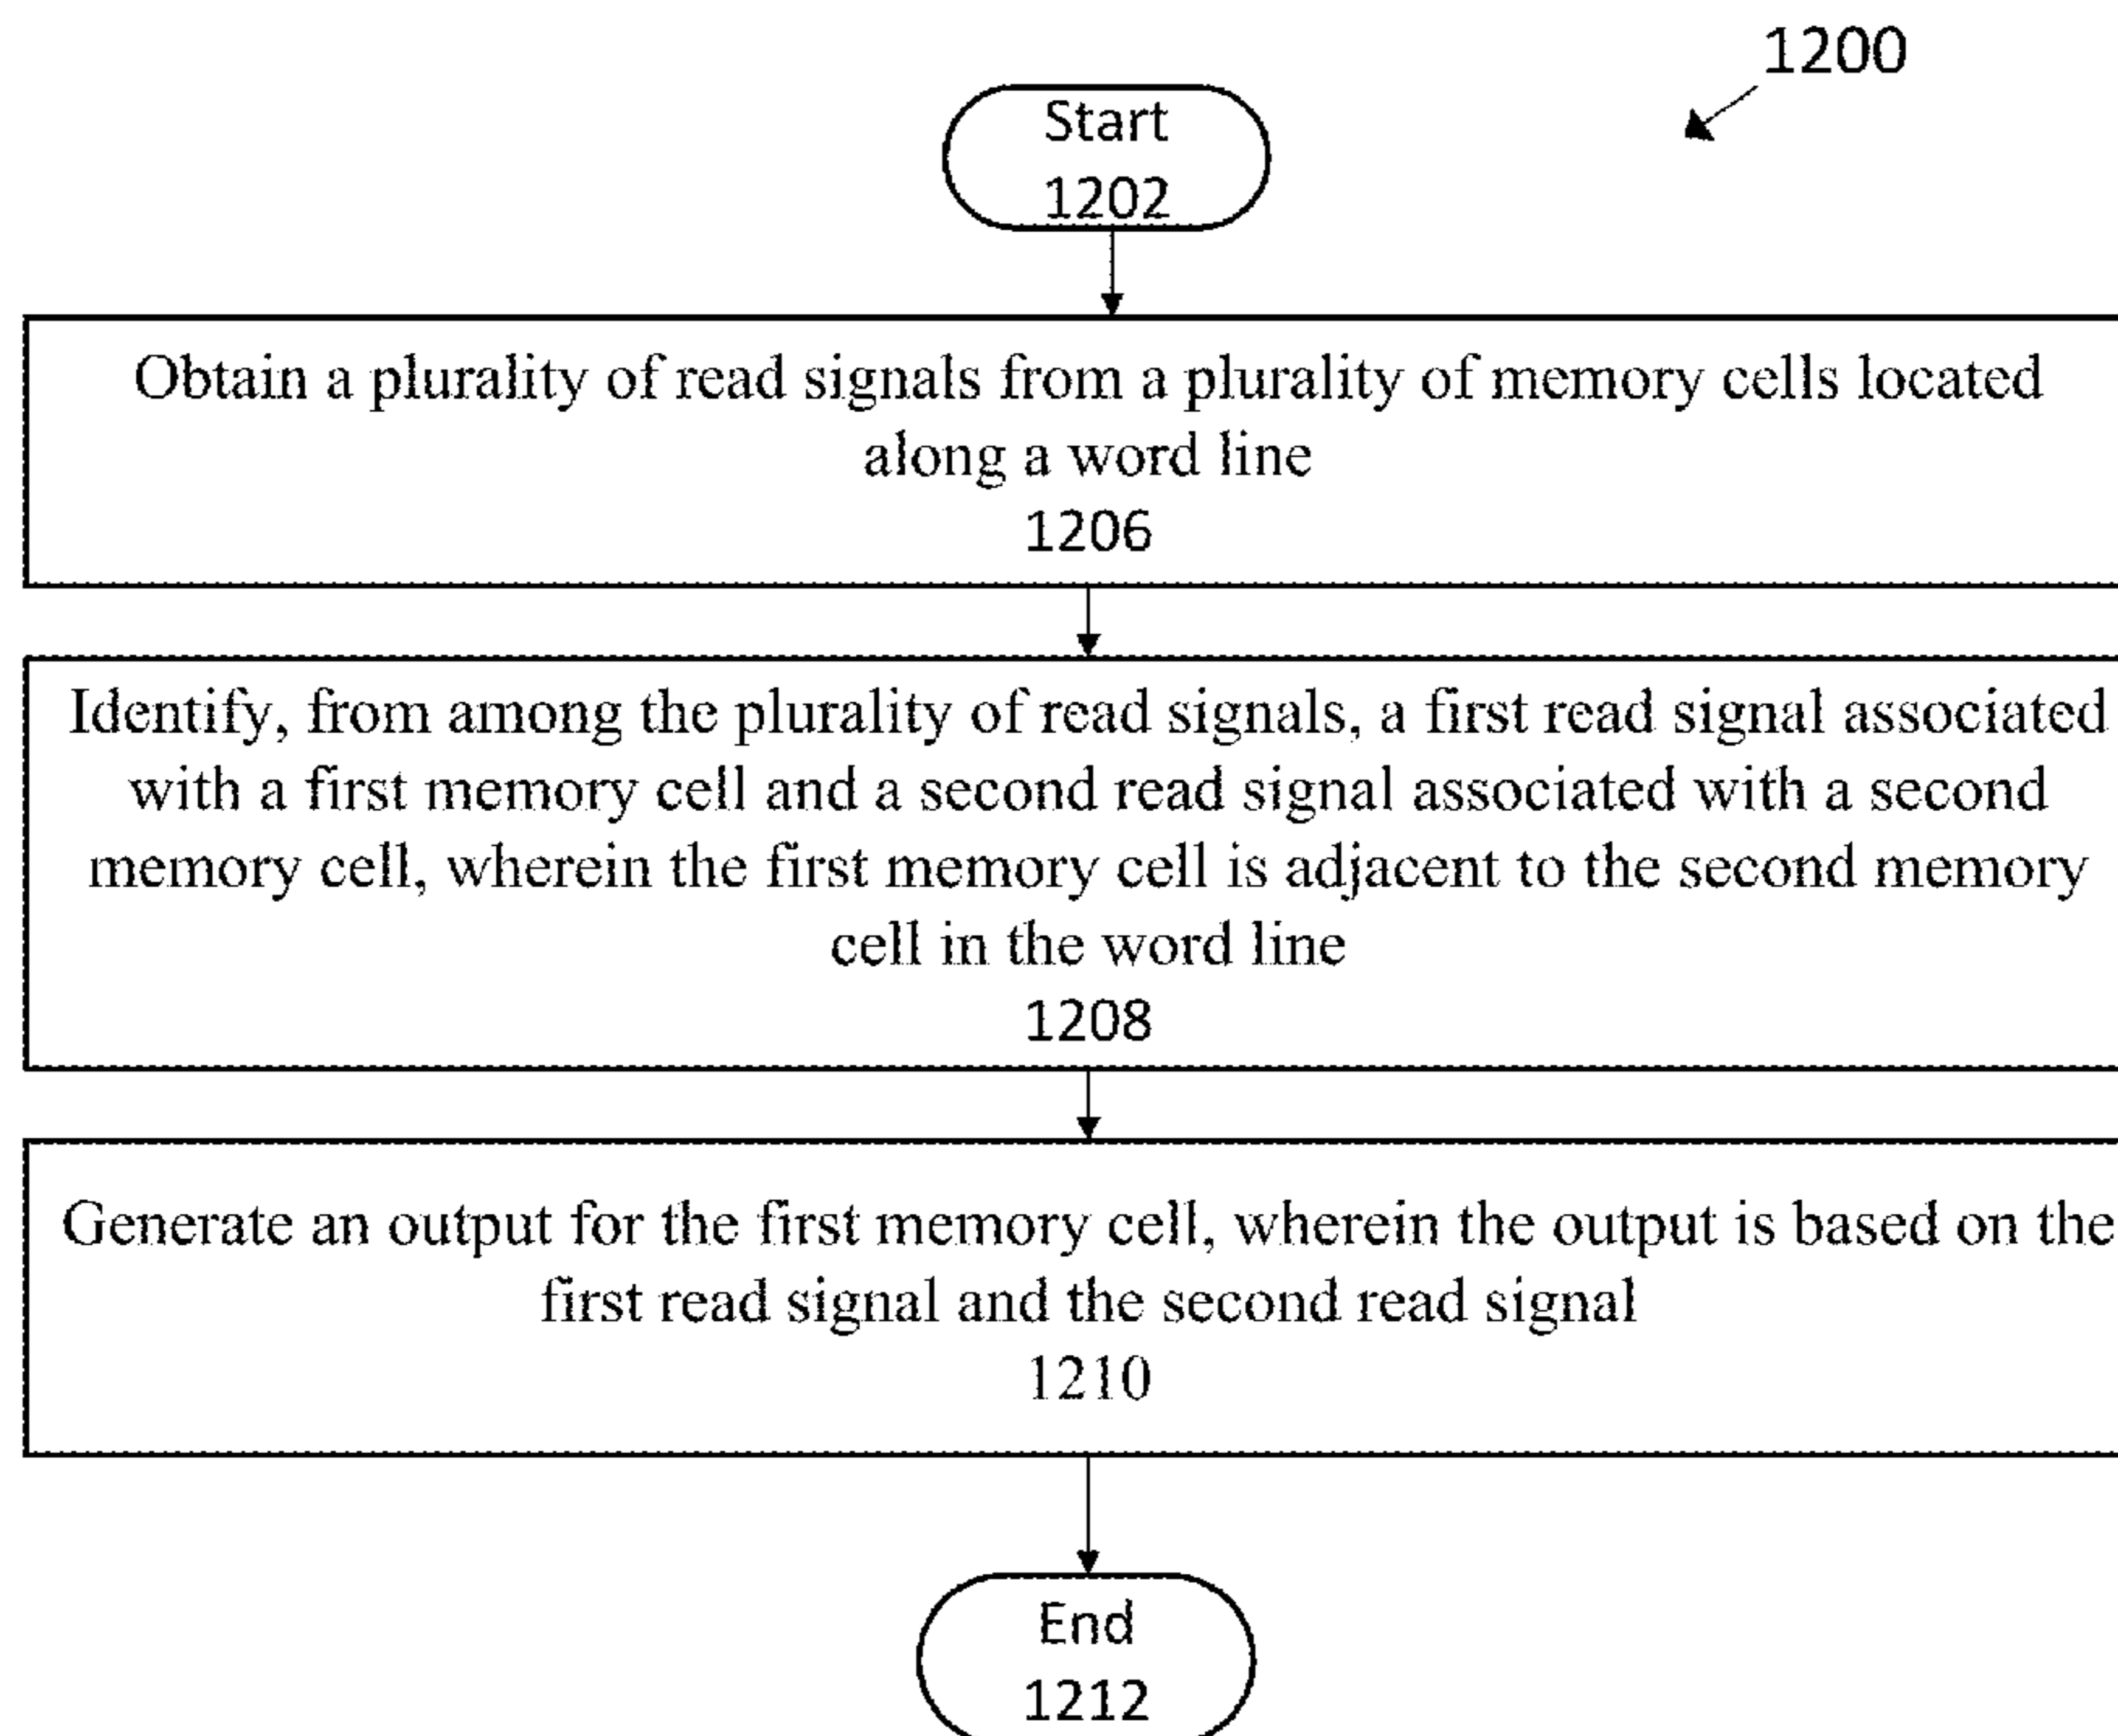 1200
Start
1202
Obtain a plurality of read signals from a plurality of memory cells located
along a word line
1206
Identify, from among the plurality of read signals, a first read signal associated
with a first memory cell and a second read signal associated with a second
memory cell, wherein the first memory cell is adjacent to the second memory
cell in the word line
1208
Generate an output for the first memory cell, wherein the output is based on the
first read signal and the second read signal
1210
End
1212